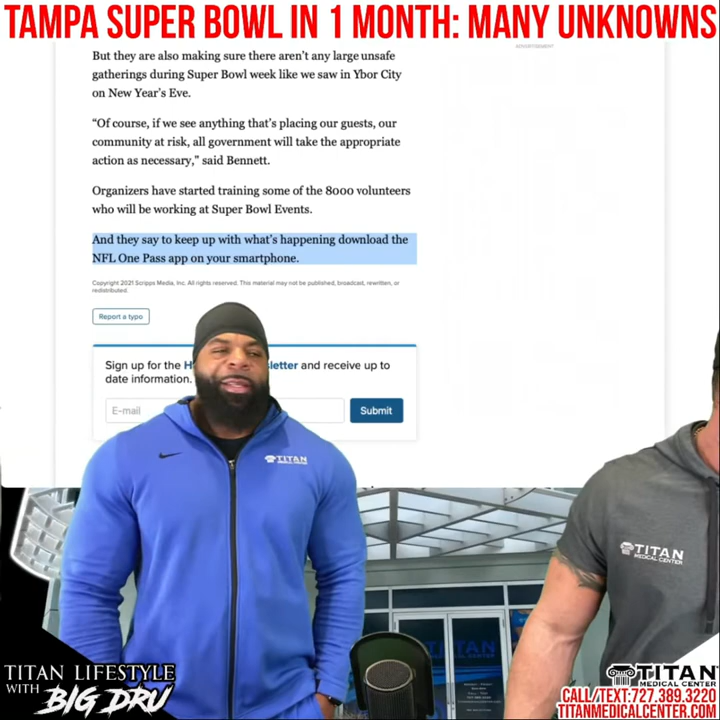 TAMPA SUPER BOWL IN 1 MONTH: MANY UNKNOWNS
ADVERTISEMENT
But they are also making sure there aren't any large unsafe
gatherings during Super Bowl week like we saw in Ybor City
on New Year's Eve.
“Of course, if we see anything that's placing our guests, our
community at risk, all government will take the appropriate
action as necessary,” said Bennett.
Organizers have started training some of the 8000 volunteers
who will be working at Super Bowl Events.
And they say to keep up with what's happening download the
NFL One Pass app on your smartphone.
Copyright 2021 Scripps Media, Inc. All rights reserved. This material may not be published, broadcast, rewritten, or
redistributed.
Report a typo
Sign up for the H letter and receive up to
date information.
E-mail
Submit
TITAN
MEDICAL CENTER
TITAN
MEDICAL CENTER
TITAN
TITAN LIFESTYLE
WITH BIG DRU
TITAN
MEDICAL CENTER
CALL/TEXT:727.389.3220
TITANMEDICALCENTER.COM